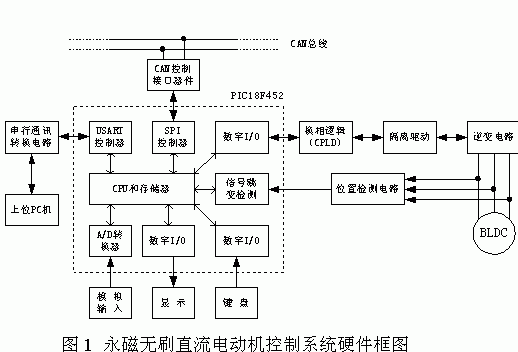 CAN总线
CAN控制
接口器件
PIC18F452
串行通讯
转换电路
USART
控制器
SPI
控制器
数字I/O
换相逻辑
(CPLD)
隔离驱动
逆变电路
CPU和存储器
信号跳
变检测
位置检测电路
上位PC机
A/D转
换器
数字I/O
数字I/O
BLDC
模拟
输入
显示
键盘
图1 永磁无刷直流电动机控制系统硬件框图